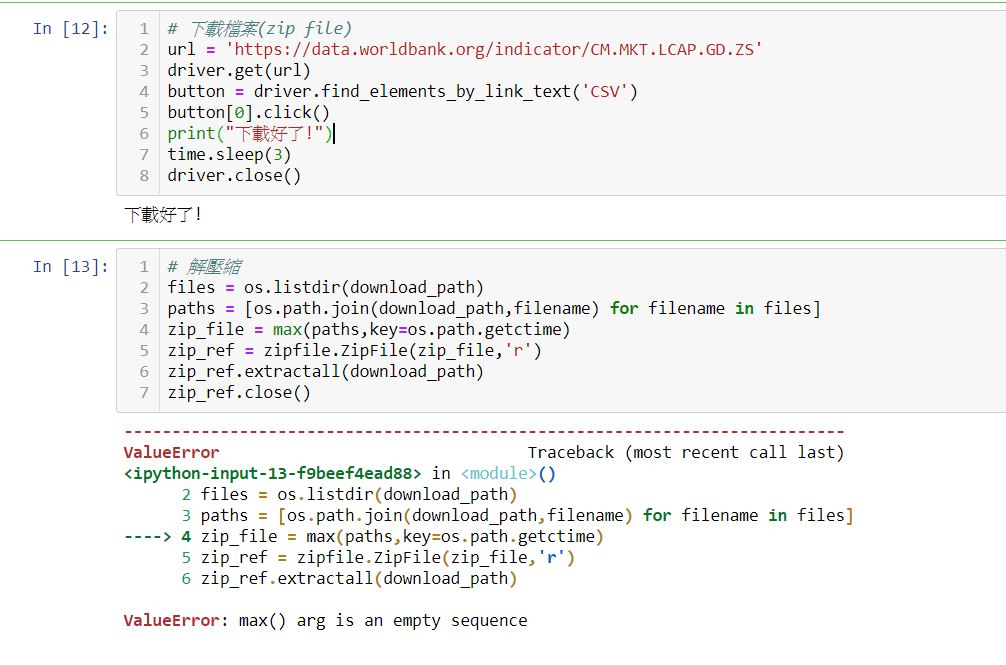 In [12]:
1 # 下載檔案(zip file)
2 url = 'https://data.worldbank.org/indicator/CM.MKT.LCAP.GD.ZS'
3 driver.get(url)
4 button = driver.find_elements_by_link_text('CSV')
5 button[0].click()
6 print("下載好了!")
7 time.sleep(3)
8 driver.close()
下載好了!
In [13]:
1 # 解壓縮
2 files = os.listdir(download_path)
3 paths = [os.path.join(download_path,filename) for filename in files]
4 zip_file = max(paths,key=os.path.getctime)
5 zip_ref = zipfile.ZipFile(zip_file,'r')
6 zip_ref.extractall(download_path)
7 zip_ref.close()
---------------------------------------------------------------------------
ValueError                                Traceback (most recent call last)
<ipython-input-13-f9beef4ead88> in <module>()
      2 files = os.listdir(download_path)
      3 paths = [os.path.join(download_path,filename) for filename in files]
----> 4 zip_file = max(paths,key=os.path.getctime)
      5 zip_ref = zipfile.ZipFile(zip_file,'r')
      6 zip_ref.extractall(download_path)
ValueError: max() arg is an empty sequence